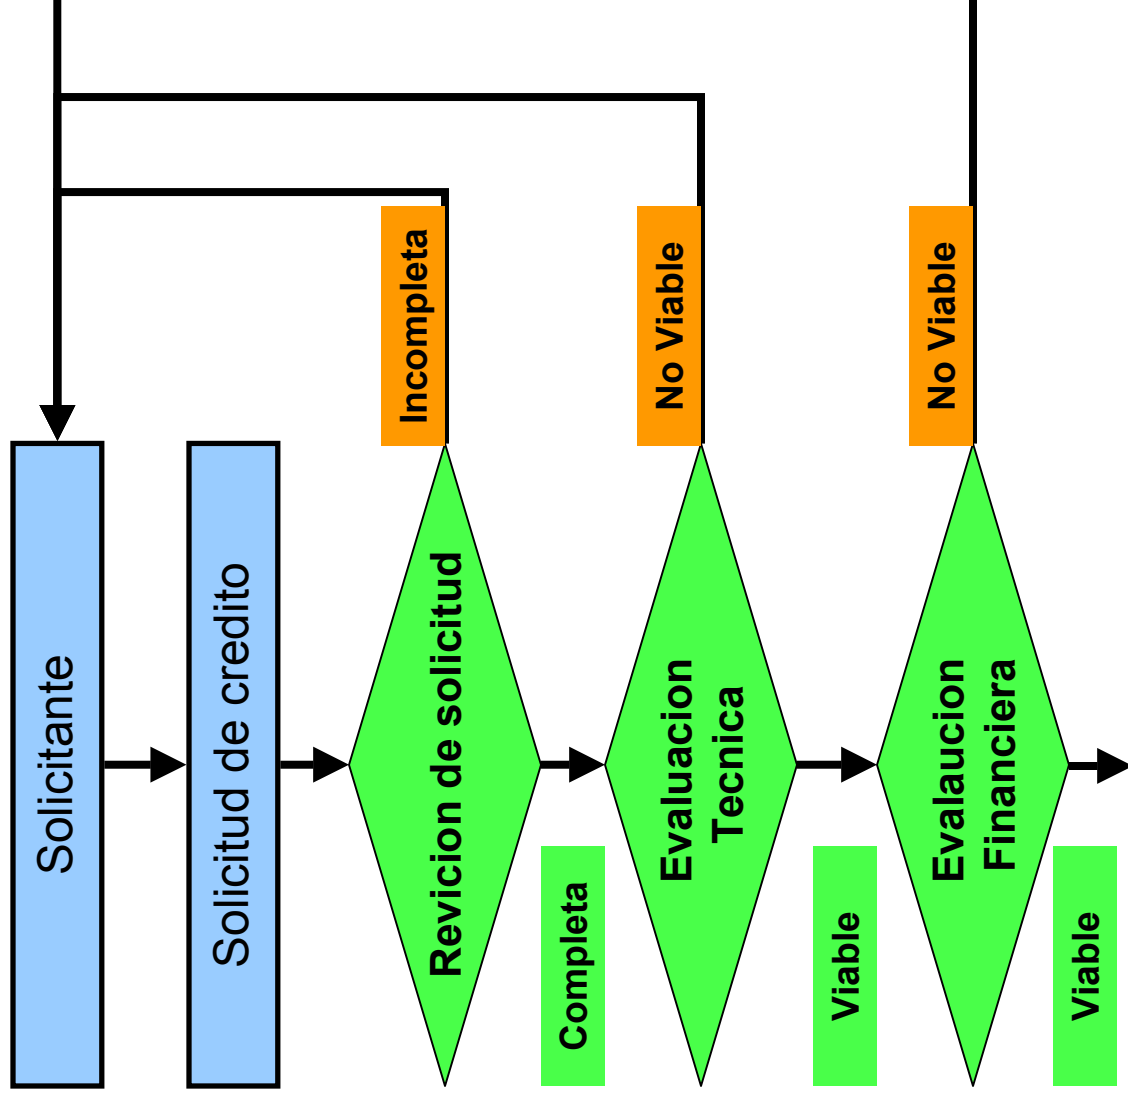 Solicitante
Solicitud de credito
Revicion de solicitud
Incompleta
Completa
Evaluacion
Tecnica
No Viable
Viable
Evalaucion
Financiera
No Viable
Viable